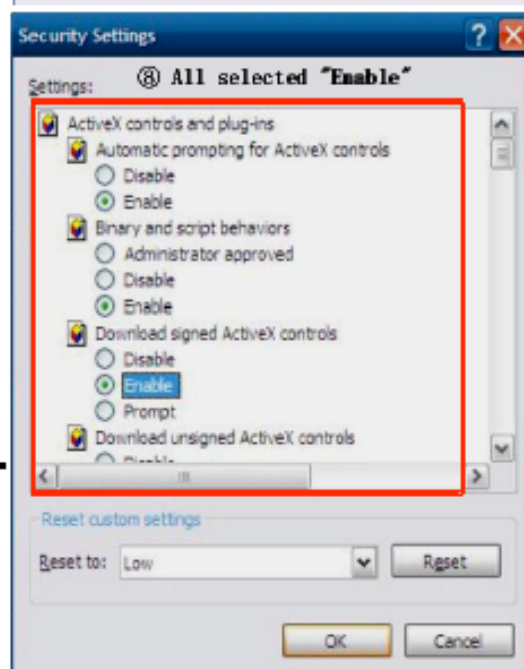 Security Settings
Settings:
⑧ All selected "Enable"
ActiveX controls and plug-ins
Automatic prompting for ActiveX controls
Disable
Enable
Binary and script behaviors
Administrator approved
Disable
Enable
Download signed ActiveX controls
Disable
Enable
Prompt
Download unsigned ActiveX controls
Disable
Reset custom settings
Reset to: Low Reset
OK Cancel